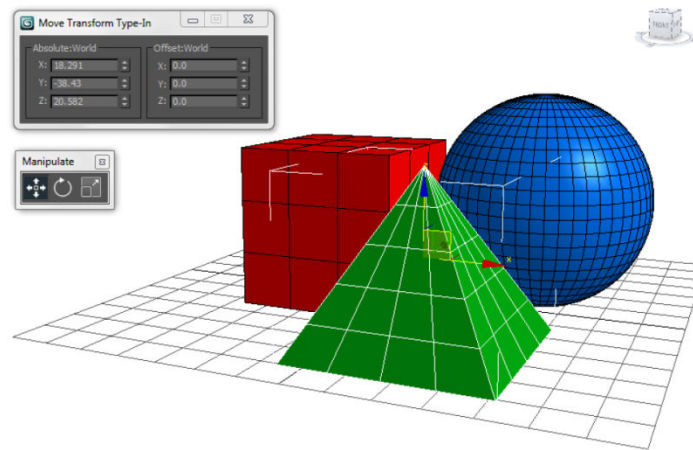 Move Transform Type-In
Absolute:World
X: 18.291
Y: -38.43
Z: 20.582
Offset:World
X: 0.0
Y: 0.0
Z: 0.0
Manipulate
FRONT
x